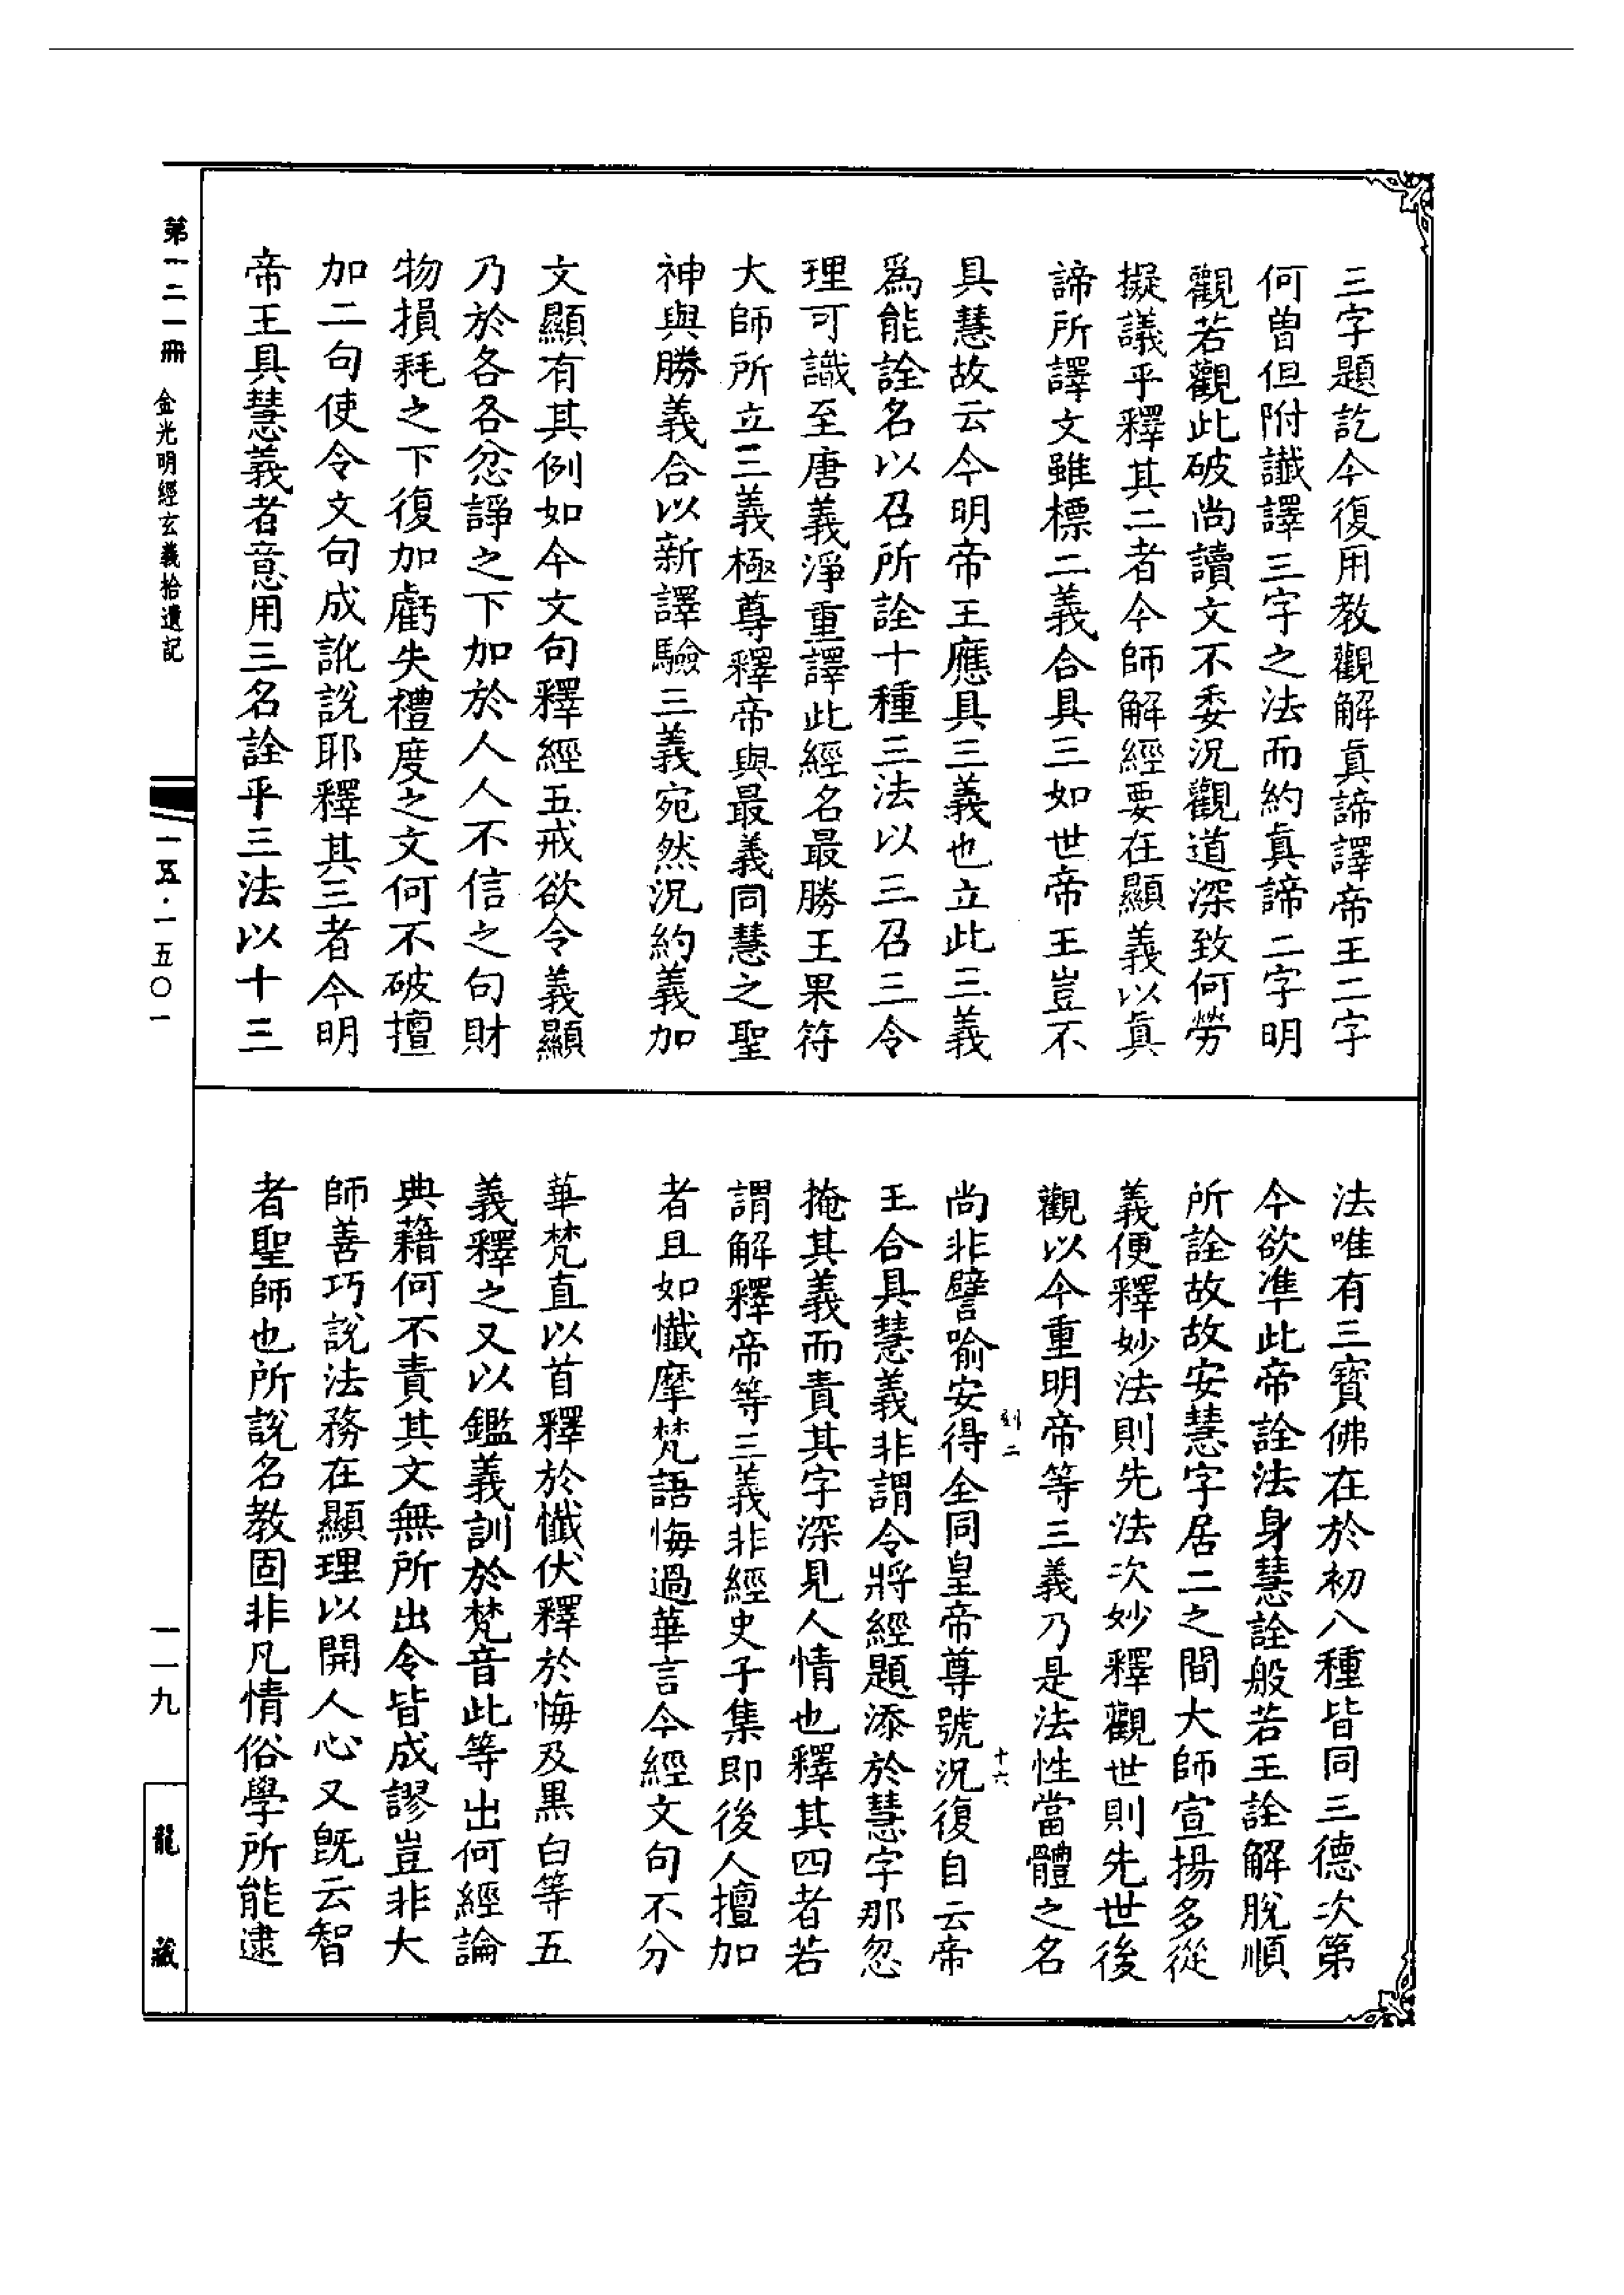 三字題訖今復用教觀解真諦譯帝王二字
何曾但附讖譯三字之法而約真諦二字明
觀若觀此破尚讀文不委況觀道深致何勞
擬議乎釋其二者今師解經要在顯義以真
諦所譯文雖標二義合具三如世帝王豈不
具慧故云今明帝王應具三義也立此三義
為能詮名以召所詮十種三法以三召三令
理可識至唐義淨重譯此經名最勝王果符
大師所立三義極尊釋帝與最義同慧之聖
神與勝義合以新譯驗三義宛然況約義加
文顯有其例如今文句釋經五戒欲令義顯
乃於各各忿諍之下加於人人不信之句財
物損耗之下復加虧失禮度之文何不破擅
加二句使令文句成訛說耶釋其三者今明
帝王具慧義者意用三名詮乎三法以十三
法唯有三寶佛在於初八種皆同三德次第
今欲準此帝詮法身慧詮般若王詮解脫順
所詮故故安慧字居二之間大師宣揚多從
義便釋妙法則先法次妙釋觀世則先世後
觀以今重明帝等三義乃是法性當體之名
尚非譬喻安得全同皇帝尊號況復自云帝
王合具慧義非謂令將經題添於慧字那忽
掩其義而責其字深見人情也釋其四者若
謂解釋帝等三義非經史子集即後人擅加
者且如懺摩梵語悔過華言今經文句不分
華梵直以首釋於懺伏釋於悔及黑白等五
義釋之又以鑑義訓於梵音此等出何經論
典籍何不責其文無所出令皆成謬豈非大
師善巧說法務在顯理以開人心又既云智
者聖師也所說名教固非凡情俗學所能逮
十六
第一二一冊 金光明經玄義拾遺記
一五·一五〇一
一一九
龍藏